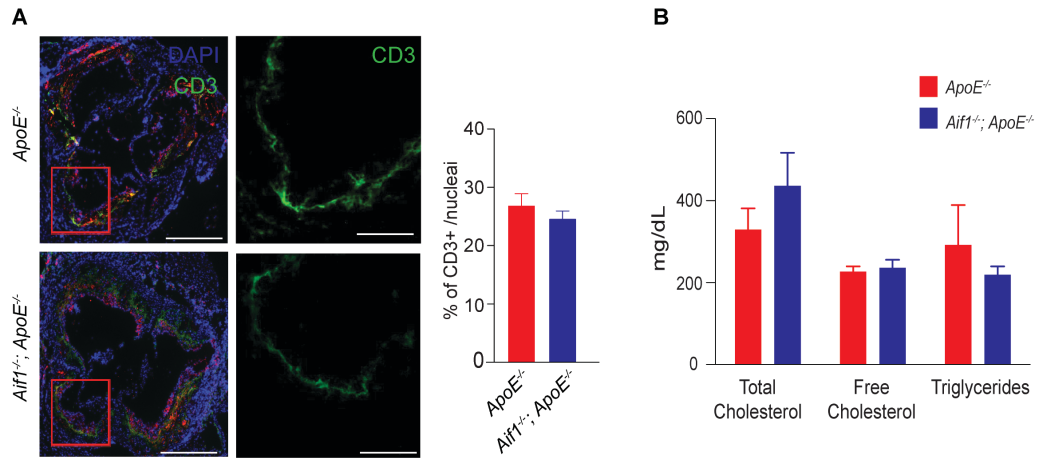 A
B
DAPI
CD3
CD3
ApoE-/-
Aif1-/-; ApoE-/-
% of CD3+ /nucleai
40
30
20
10
0
ApoE-/-
Aif1-/-; ApoE-/-
ApoE-/-
Aif1-/-; ApoE-/-
mg/dL
600
400
200
0
Total
Cholesterol
Free
Cholesterol
Triglycerides